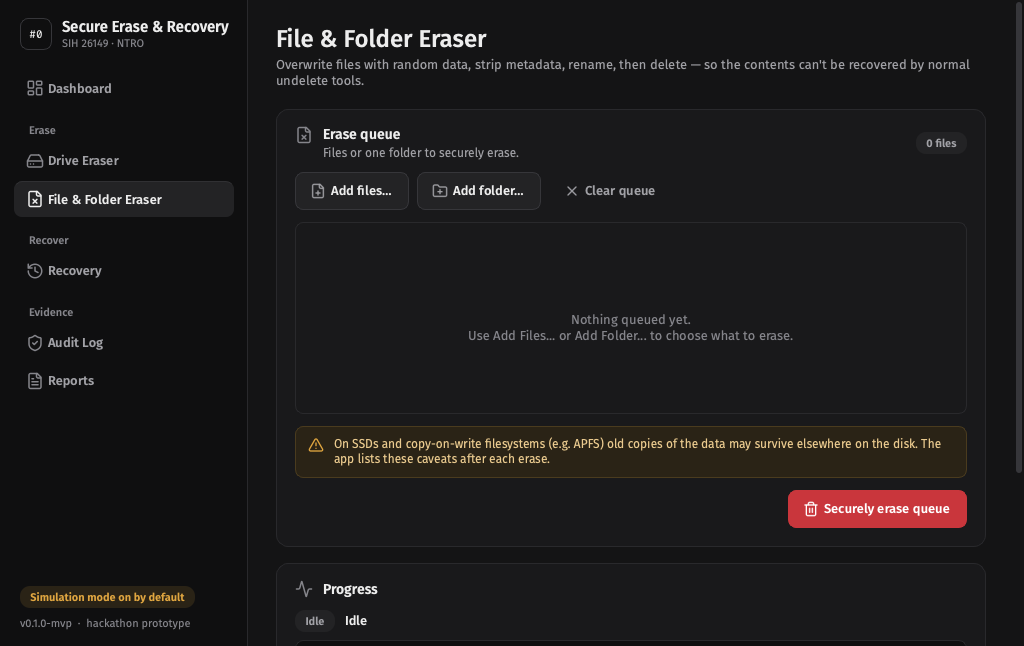 #0
Secure Erase & Recovery
SIH 26149 · NTRO
Dashboard
Erase
Drive Eraser
File & Folder Eraser
Recover
Recovery
Evidence
Audit Log
Reports
Simulation mode on by default
v0.1.0-mvp · hackathon prototype
File & Folder Eraser
Overwrite files with random data, strip metadata, rename, then delete — so the contents can't be recovered by normal
undelete tools.
Erase queue
Files or one folder to securely erase.
0 files
Add files...
Add folder...
Clear queue
Nothing queued yet.
Use Add Files... or Add Folder... to choose what to erase.
On SSDs and copy-on-write filesystems (e.g. APFS) old copies of the data may survive elsewhere on the disk. The
app lists these caveats after each erase.
Securely erase queue
Progress
Idle
Idle